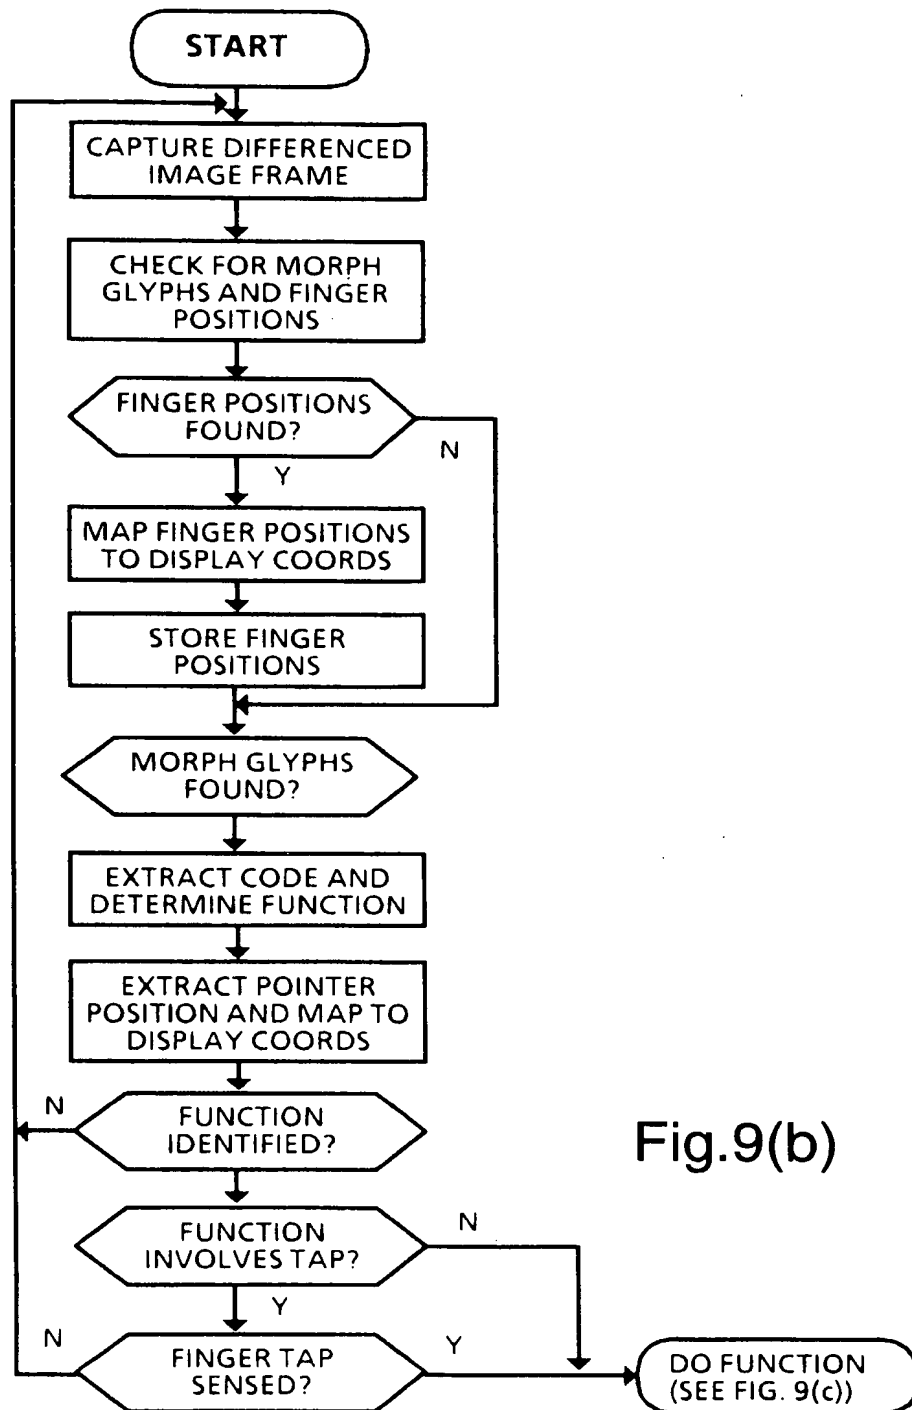 START
CAPTURE DIFFERENCED
IMAGE FRAME
CHECK FOR MORPH
GLYPHS AND FINGER
POSITIONS
FINGER POSITIONS
FOUND?
N
Y
MAP FINGER POSITIONS
TO DISPLAY COORDS
STORE FINGER
POSITIONS
MORPH GLYPHS
FOUND?
EXTRACT CODE AND
DETERMINE FUNCTION
EXTRACT POINTER
POSITION AND MAP TO
DISPLAY COORDS
N
FUNCTION
IDENTIFIED?
Fig.9(b)
FUNCTION
INVOLVES TAP?
N
Y
N
FINGER TAP
SENSED?
Y
DO FUNCTION
(SEE FIG. 9(c))